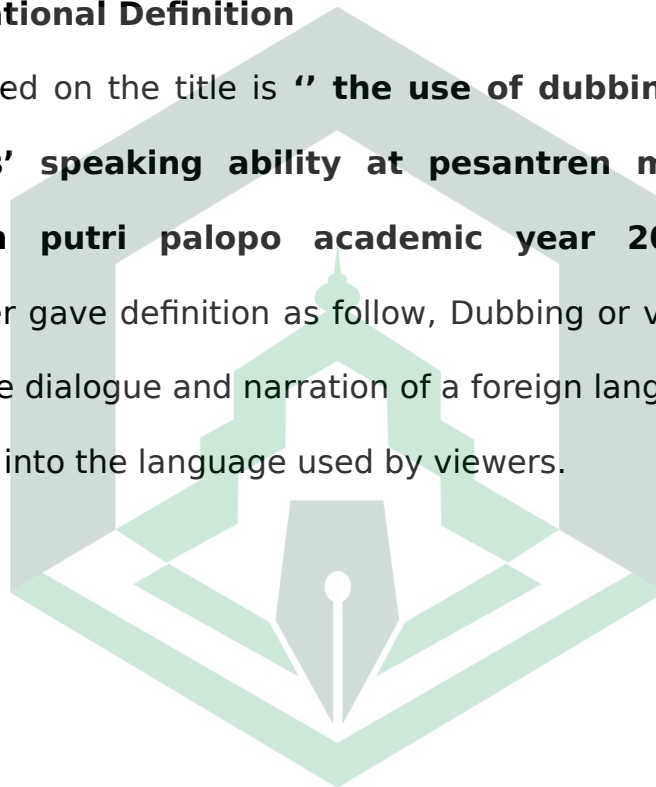 ational Definition
ed on the title is ‘’ the use of dubbin
s’ speaking ability at pesantren m
n putri palopo academic year 20
er gave definition as follow, Dubbing or v
e dialogue and narration of a foreign lang
into the language used by viewers.